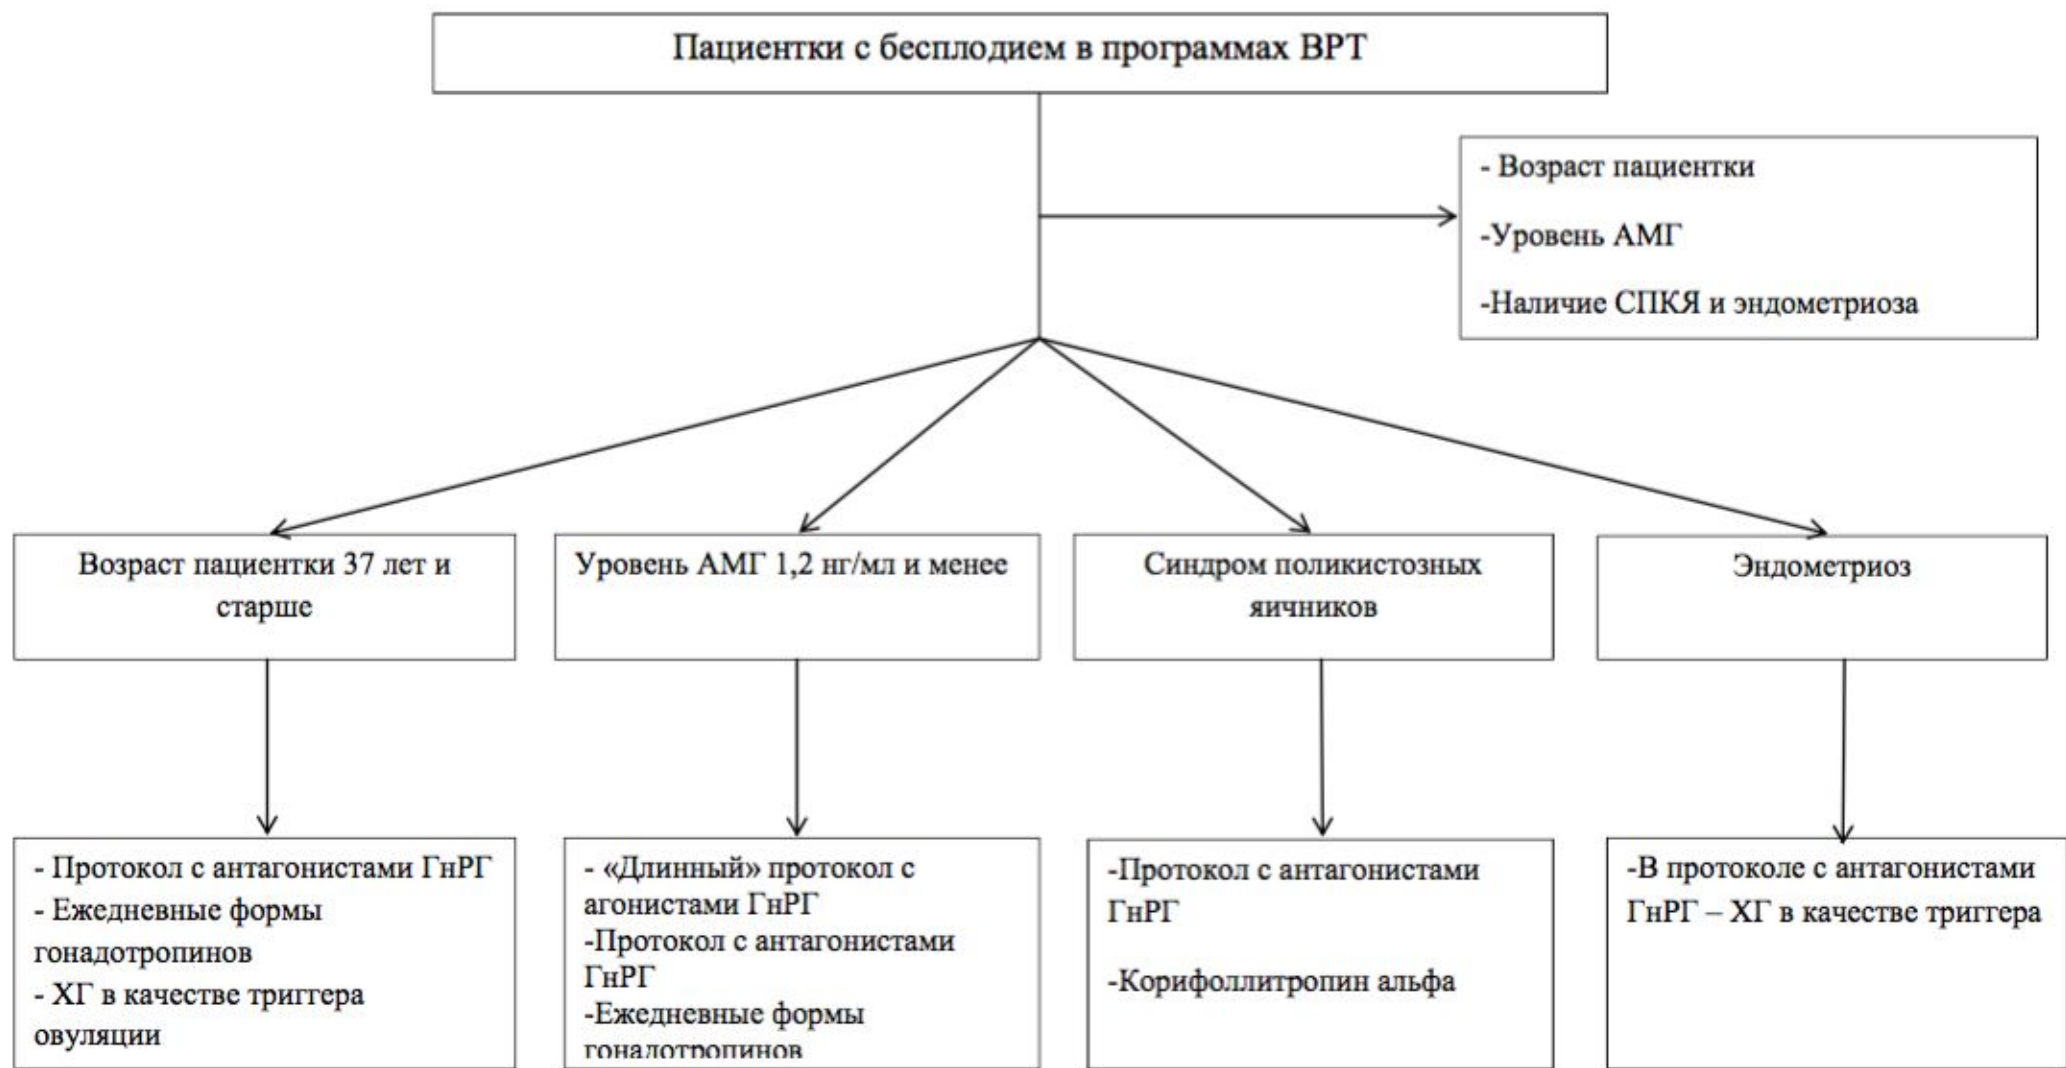 Пациентки с бесплодием в программах ВРТ
- Возраст пациентки
-Уровень АМГ
-Наличие СПКЯ и эндометриоза
Возраст пациентки 37 лет и
старше
Уровень АМГ 1,2 нг/мл и менее
Синдром поликистозных
яичников
Эндометриоз
- Протокол с антагонистами ГнРГ
- Ежедневные формы
гонадотропинов
- ХГ в качестве триггера
овуляции
- «Длинный» протокол с
агонистами ГнРГ
-Протокол с антагонистами
ГнРГ
-Ежедневные формы
гонадотропинов
-Протокол с антагонистами
ГнРГ
-Корифоллитропин альфа
-В протоколе с антагонистами
ГнРГ – ХГ в качестве триггера